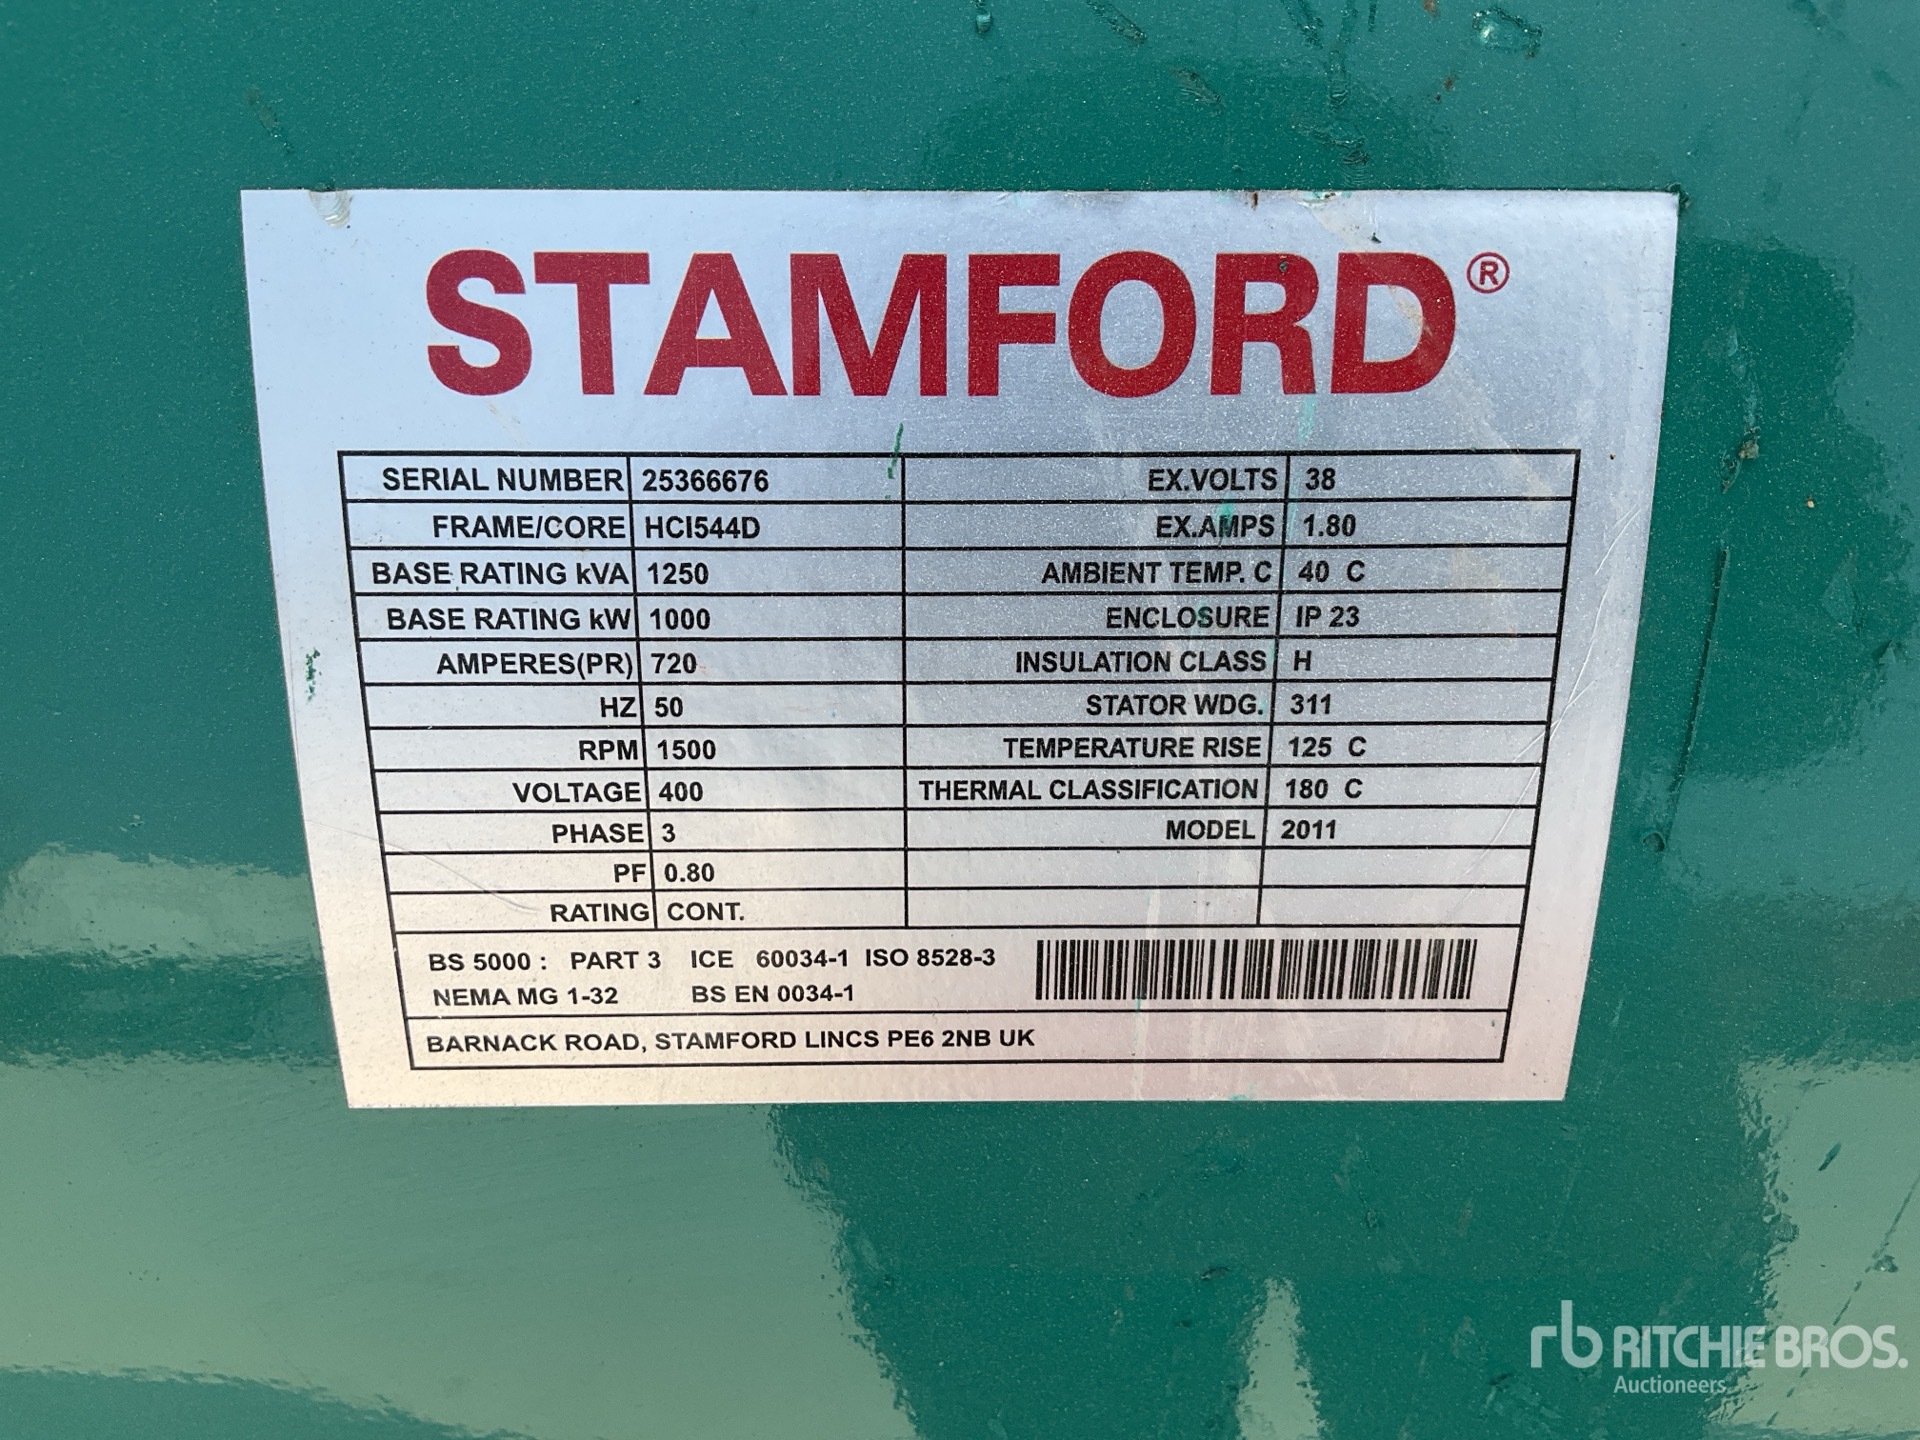 STAMFORD®
SERIAL NUMBER 25366676 EX.VOLTS 38
FRAME/CORE HCI544D EX.AMPS 1.80
BASE RATING kVA 1250 AMBIENT TEMP. C 40 C
BASE RATING kW 1000 ENCLOSURE IP 23
AMPERES(PR) 720 INSULATION CLASS H
HZ 50 STATOR WDG. 311
RPM 1500 TEMPERATURE RISE 125 C
VOLTAGE 400 THERMAL CLASSIFICATION 180 C
PHASE 3 MODEL 2011
PF 0.80
RATING CONT.
BS 5000 : PART 3 ICE 60034-1 ISO 8528-3
NEMA MG 1-32 BS EN 0034-1
BARNACK ROAD, STAMFORD LINCS PE6 2NB UK
rb RITCHIE BROS.
Auctioneers